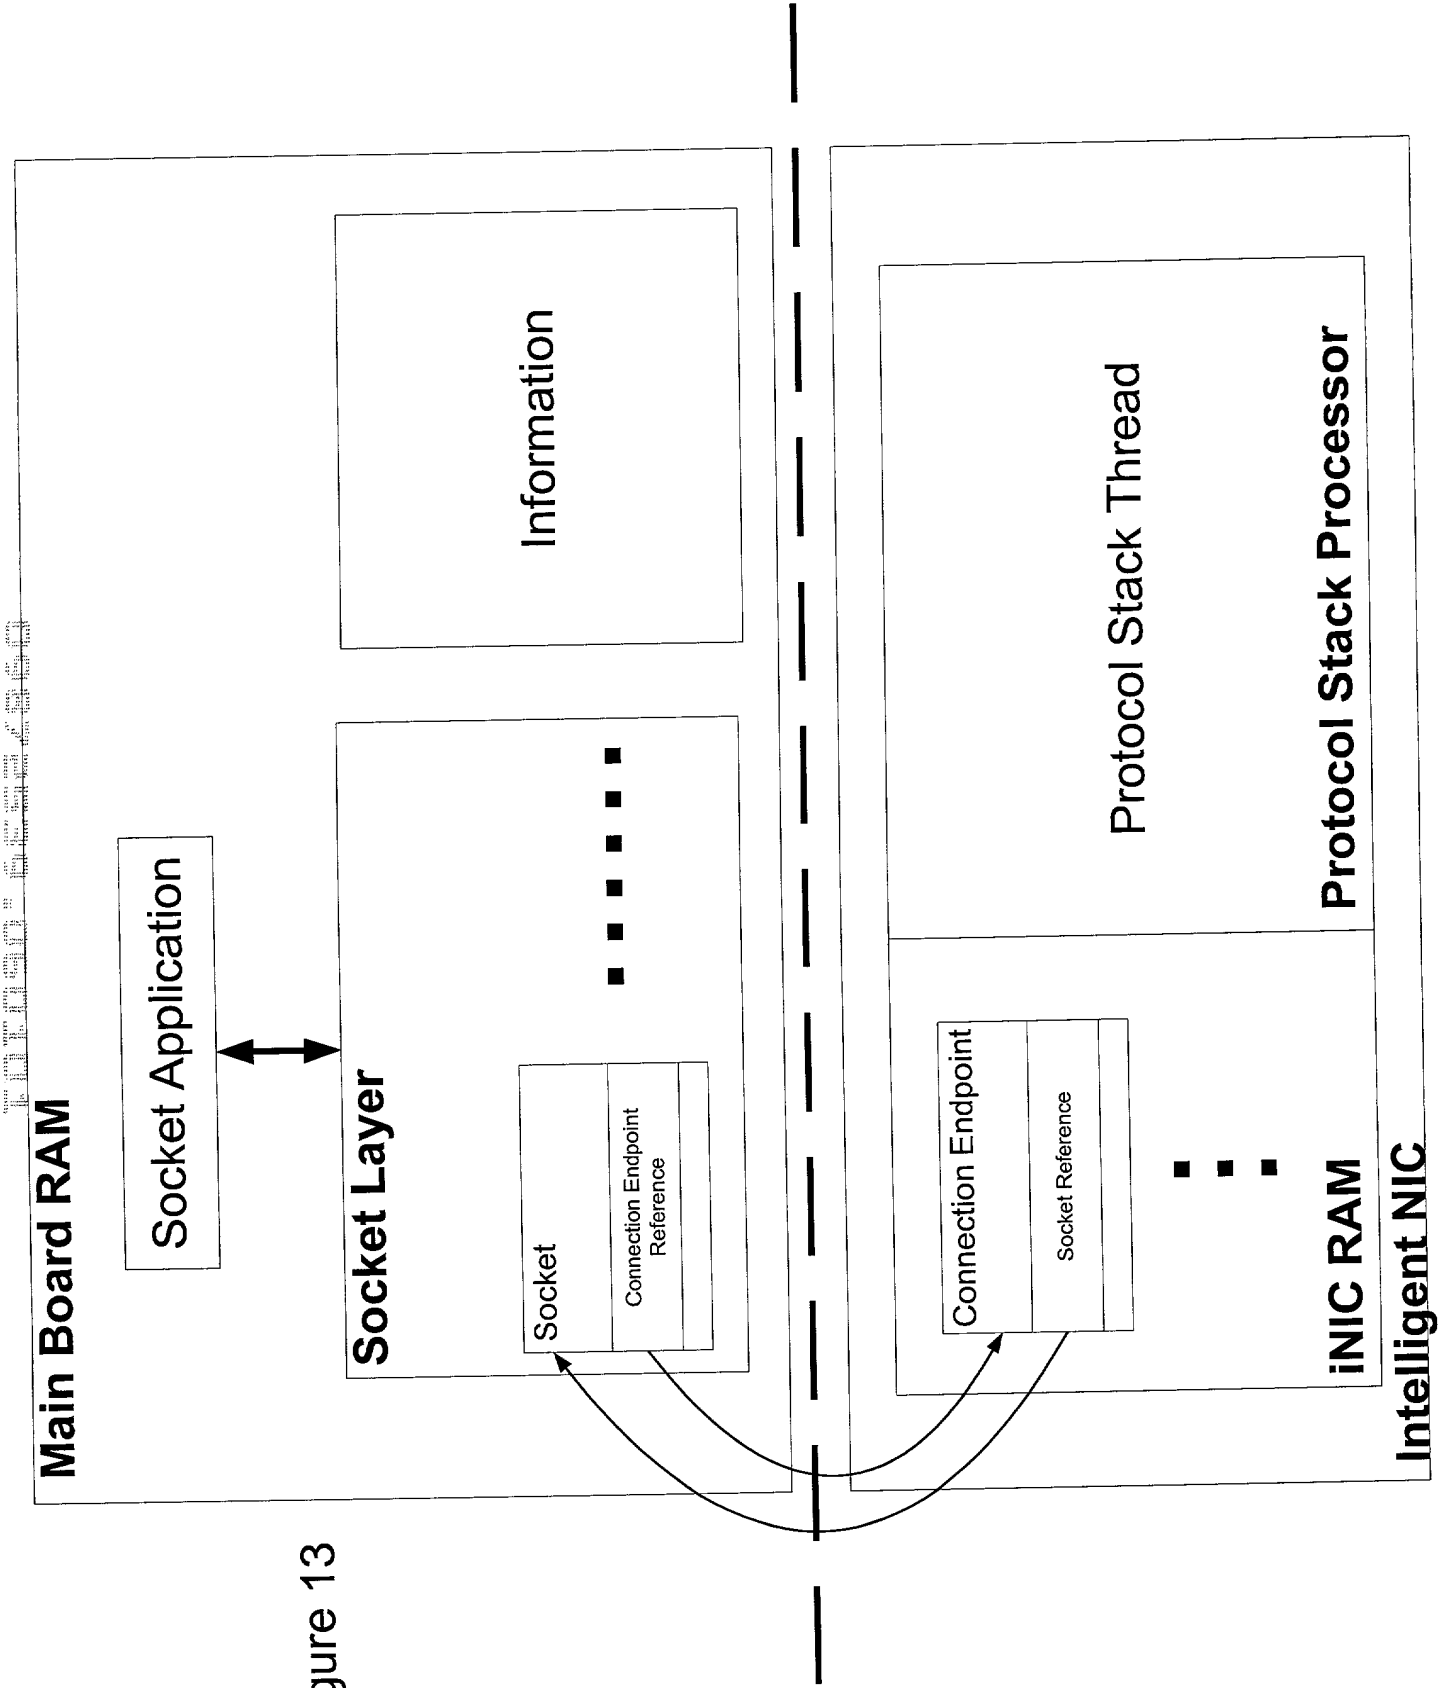 gure 13
Main Board RAM
Socket Application
Socket Layer
Socket
Connection Endpoint
Reference
Information
Connection Endpoint
Socket Reference
iNIC RAM
Protocol Stack Thread
Protocol Stack Processor
Intelligent NIC